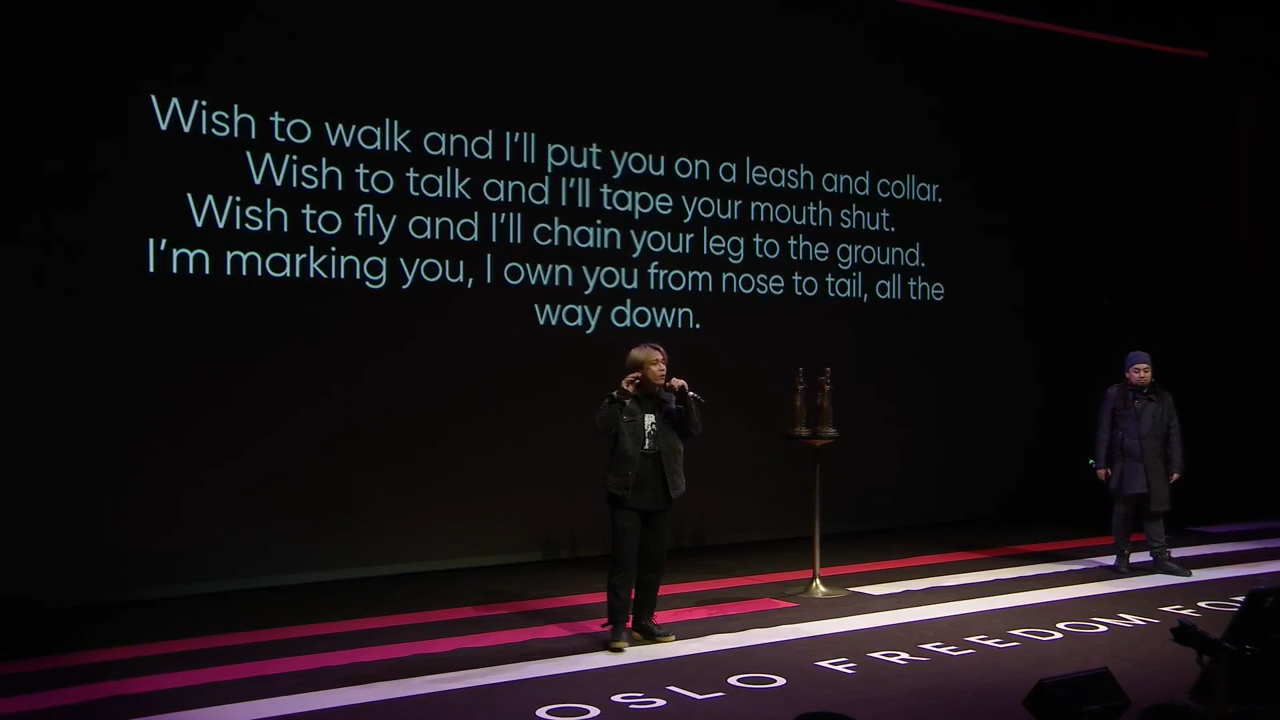 Wish to walk and I’ll put you on a leash and collar.
Wish to talk and I’ll tape your mouth shut.
Wish to fly and I’ll chain your leg to the ground.
I’m marking you, I own you from nose to tail, all the
way down.
OSLO FREEDOM FO